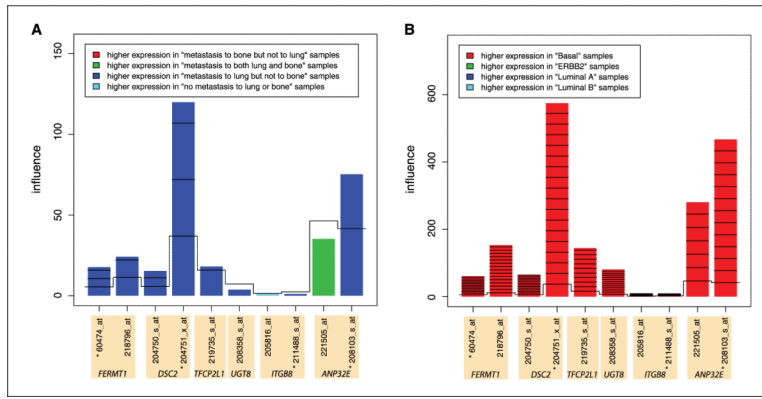 A
higher expression in "metastasis to bone but not to lung" samples
higher expression in "metastasis to both lung and bone" samples
higher expression in "metastasis to lung but not to bone" samples
higher expression in "no metastasis to lung or bone" samples
influence
150
100
50
0
* 60474_at
218796_at
204750_s_at
* 204751_x_at
219735_s_at
208358_s_at
205816_at
* 211488_s_at
221505_at
* 208103_s_at
FERMT1
DSC2
TFCP2L1
UGT8
ITGB8
ANP32E
B
higher expression in "Basal" samples
higher expression in "ERBB2" samples
higher expression in "Luminal A" samples
higher expression in "Luminal B" samples
influence
600
400
200
0
* 60474_at
218796_at
204750_s_at
* 204751_x_at
219735_s_at
208358_s_at
205816_at
* 211488_s_at
221505_at
* 208103_s_at
FERMT1
DSC2
TFCP2L1
UGT8
ITGB8
ANP32E